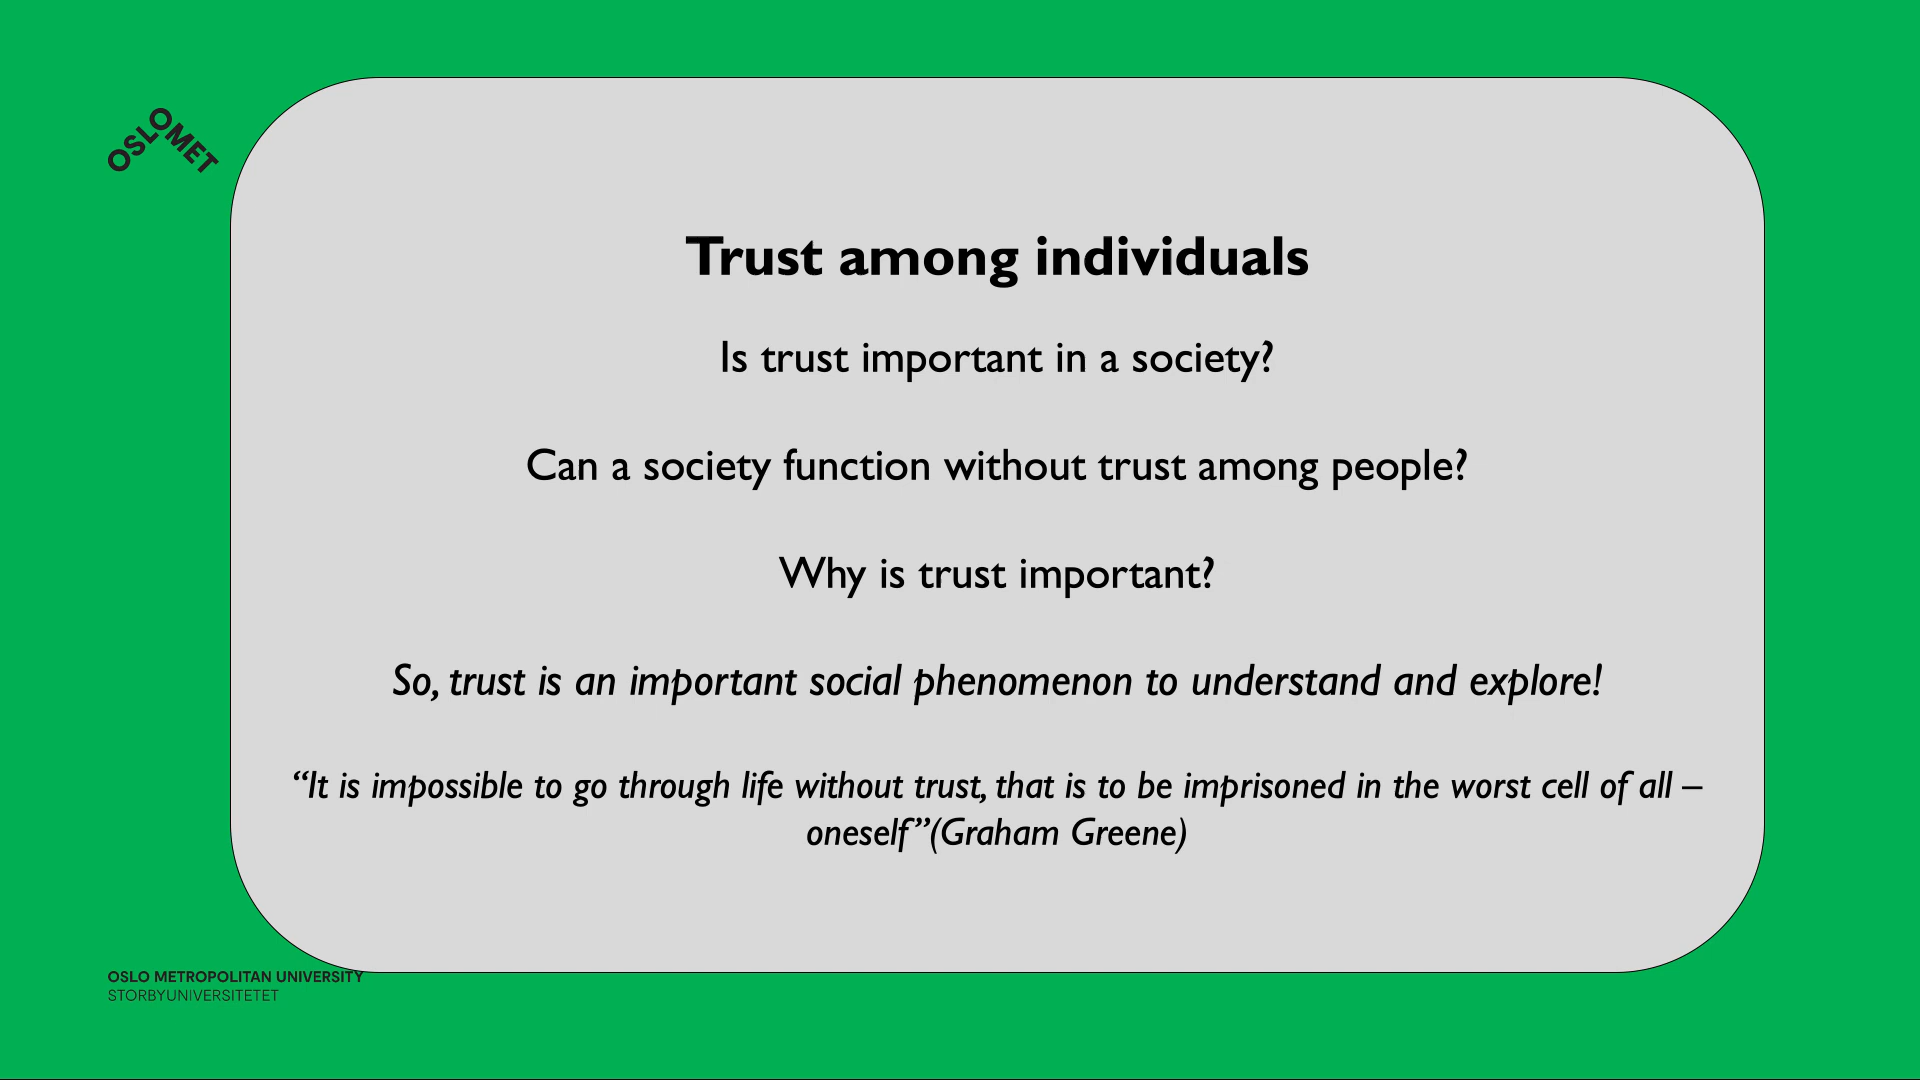 OSLOMET
Trust among individuals
Is trust important in a society?
Can a society function without trust among people?
Why is trust important?
So, trust is an important social phenomenon to understand and explore!
“It is impossible to go through life without trust, that is to be imprisoned in the worst cell of all –
oneself”(Graham Greene)
OSLO METROPOLITAN UNIVERSITY
STORBYUNIVERSITETET